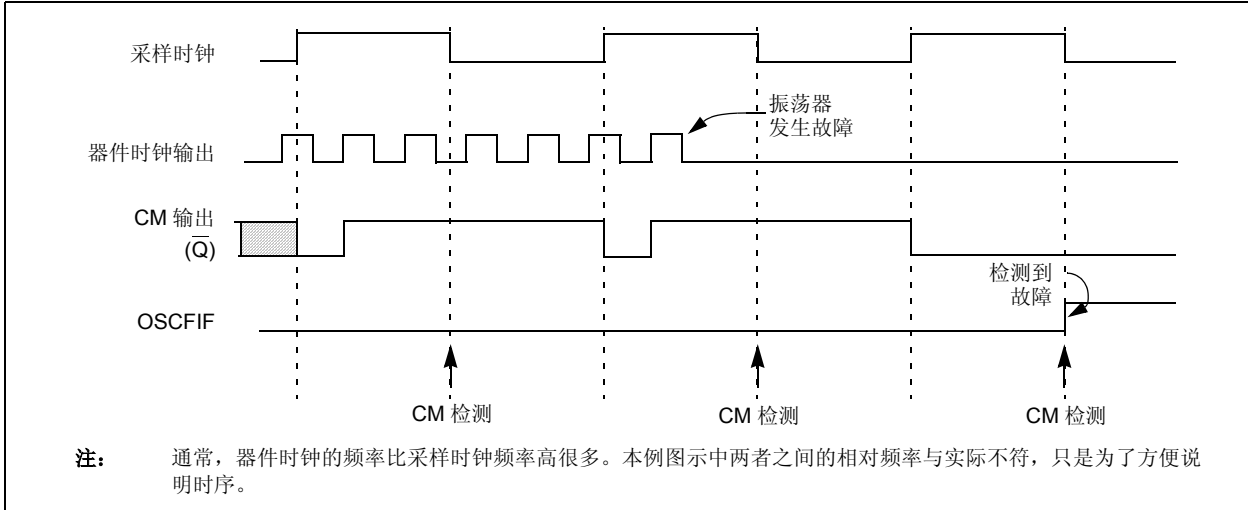 采样时钟
振荡器
发生故障
器件时钟输出
CM 输出
(Q̅)
检测到
故障
OSCFIF
CM 检测
CM 检测
CM 检测
注： 通常，器件时钟的频率比采样时钟频率高很多。本例图示中两者之间的相对频率与实际不符，只是为了方便说
明时序。